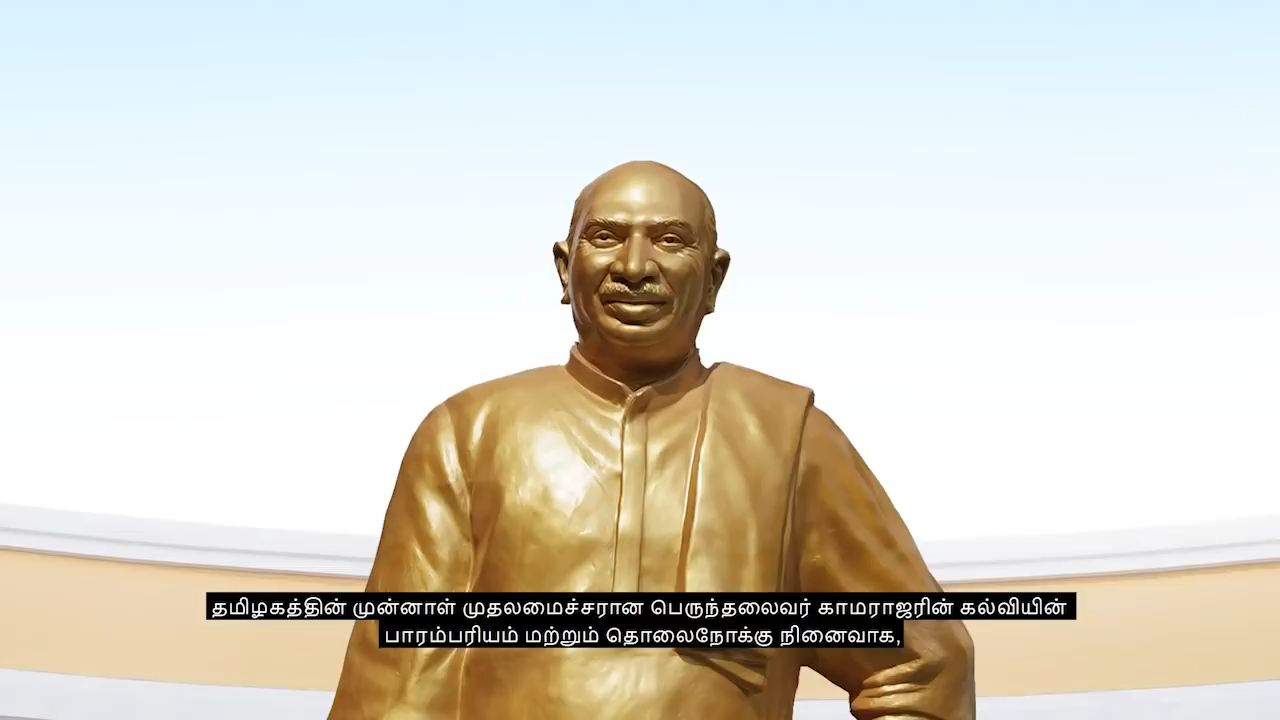 தமிழகத்தின் முன்னாள் முதலமைச்சரான பெருந்தலைவர் காமராஜரின் கல்வியின்
பாரம்பரியம் மற்றும் தொலைநோக்கு நினைவாக,